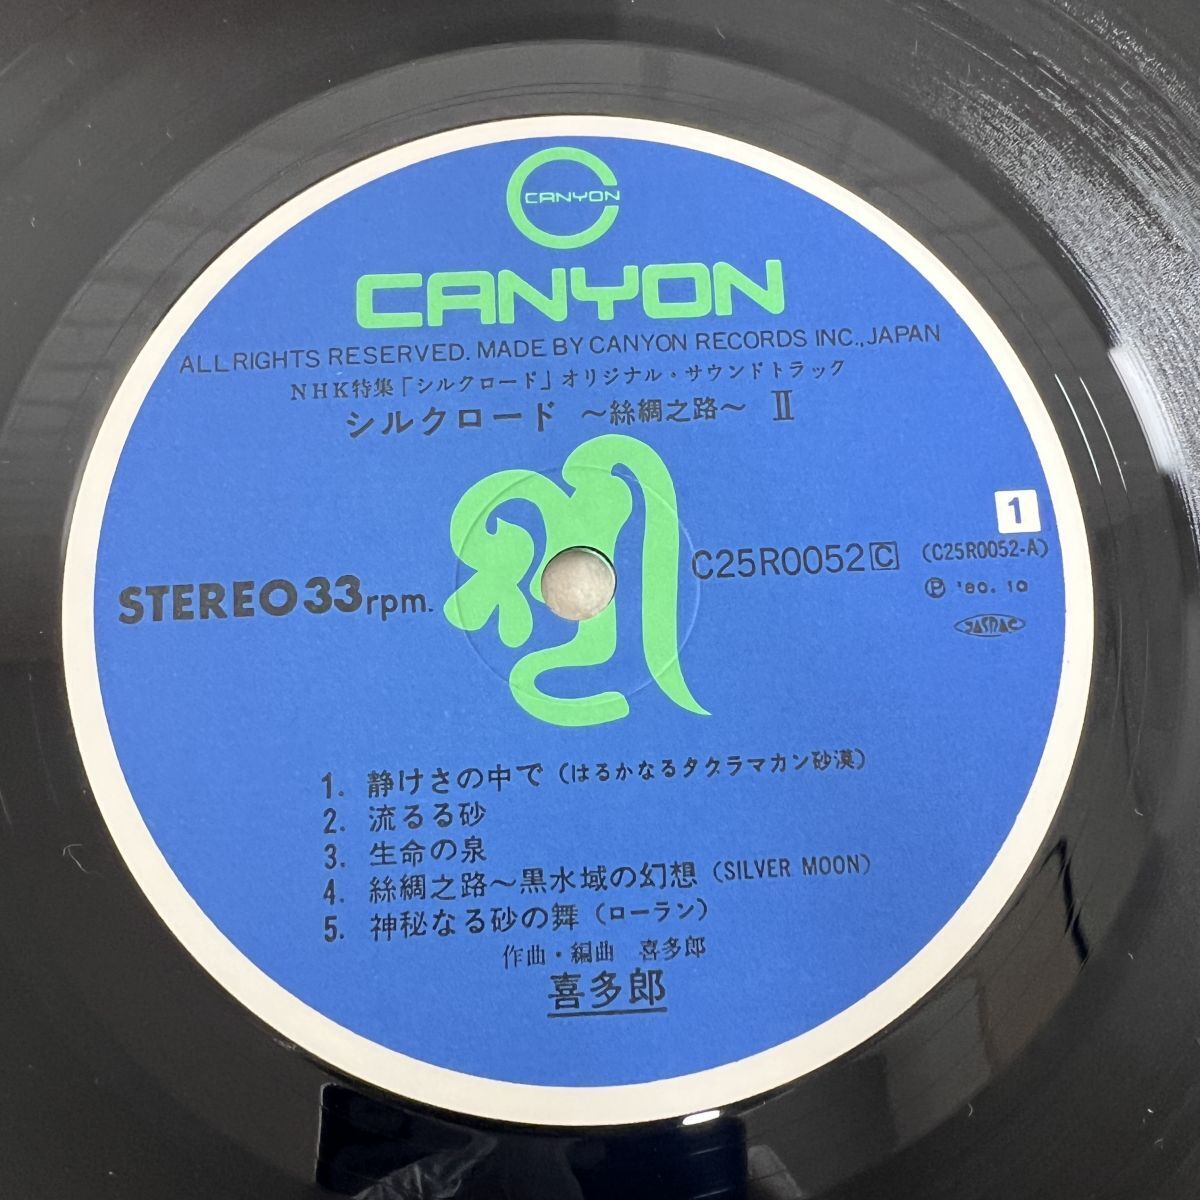 CANYON
CANYON
ALL RIGHTS RESERVED. MADE BY CANYON RECORDS INC., JAPAN
NHK特集「シルクロード」オリジナル・サウンドトラック
シルクロード ～絲綢之路～ II
1
STEREO 33 rpm.
C25R0052 C
(C25R0052-A)
Ⓟ '80. 10
JASRAC
1. 静けさの中で (はるかなるタクラマカン砂漠)
2. 流るる砂
3. 生命の泉
4. 絲綢之路～黒水域の幻想 (SILVER MOON)
5. 神秘なる砂の舞 (ローラン)
作曲・編曲 喜多郎
喜多郎